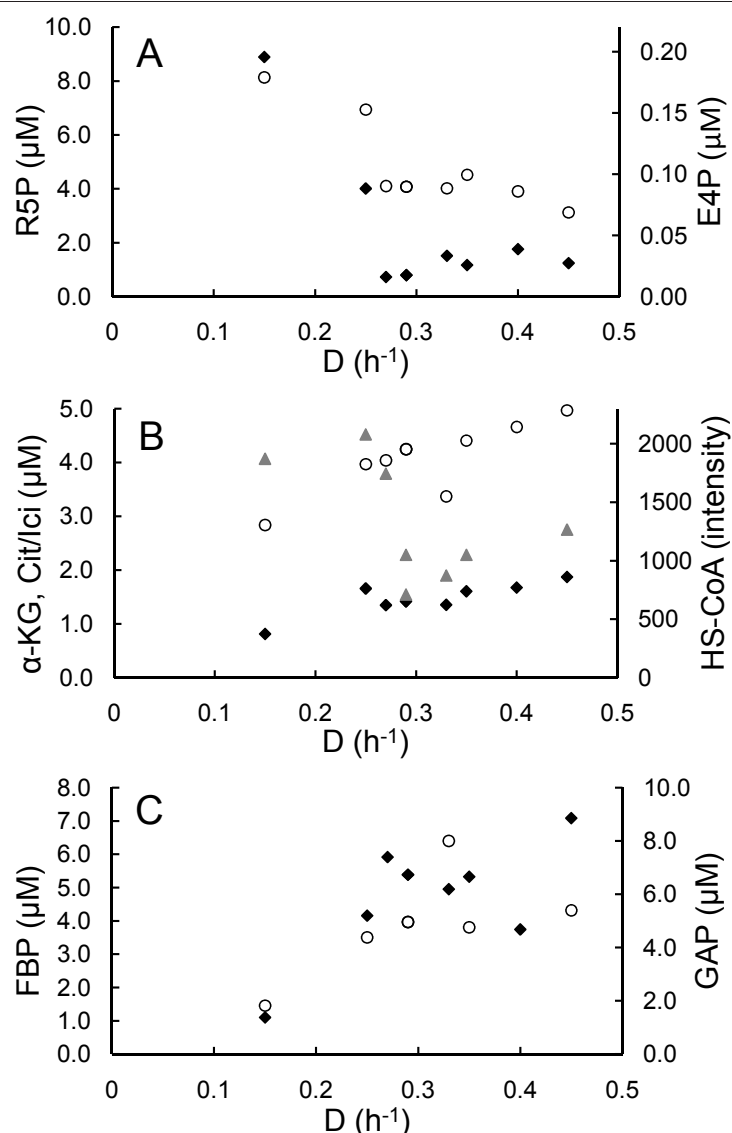 A
R5P (µM)
E4P (µM)
10.0
8.0
6.0
4.0
2.0
0.0
0.20
0.15
0.10
0.05
0.00
0 0.1 0.2 0.3 0.4 0.5
D (h-1)
B
α-KG, Cit/Ici (µM)
HS-CoA (intensity)
5.0
4.0
3.0
2.0
1.0
0.0
2000
1500
1000
500
0
0 0.1 0.2 0.3 0.4 0.5
D (h-1)
C
FBP (µM)
GAP (µM)
8.0
7.0
6.0
5.0
4.0
3.0
2.0
1.0
0.0
10.0
8.0
6.0
4.0
2.0
0.0
0 0.1 0.2 0.3 0.4 0.5
D (h-1)